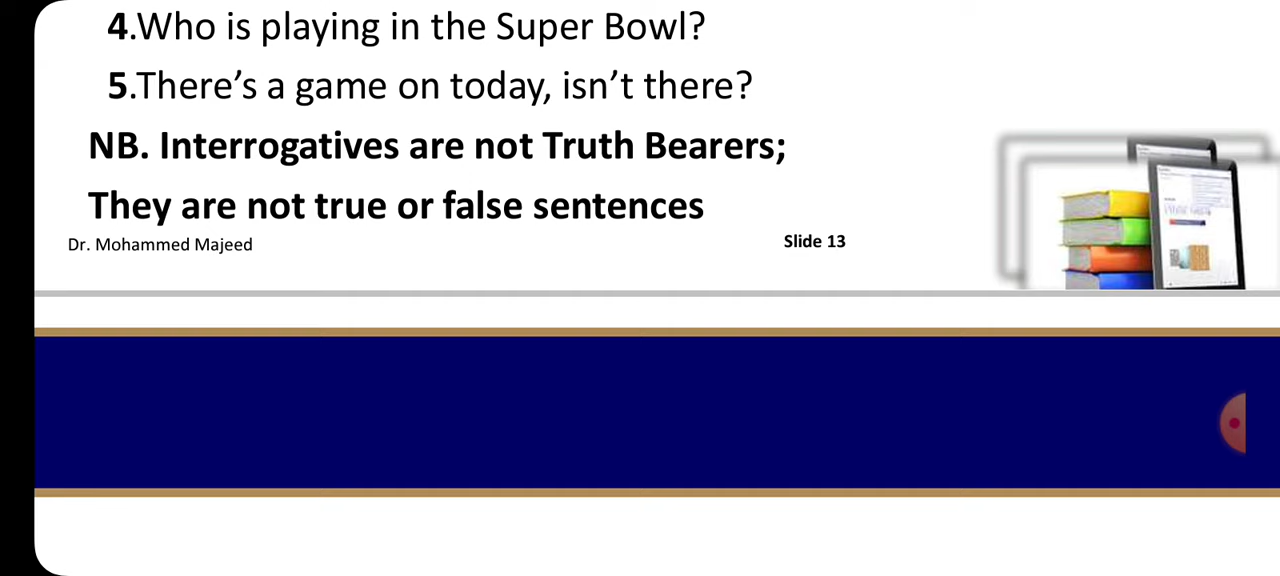 4.Who is playing in the Super Bowl?
5.There’s a game on today, isn’t there?
NB. Interrogatives are not Truth Bearers;
They are not true or false sentences
Dr. Mohammed Majeed
Slide 13